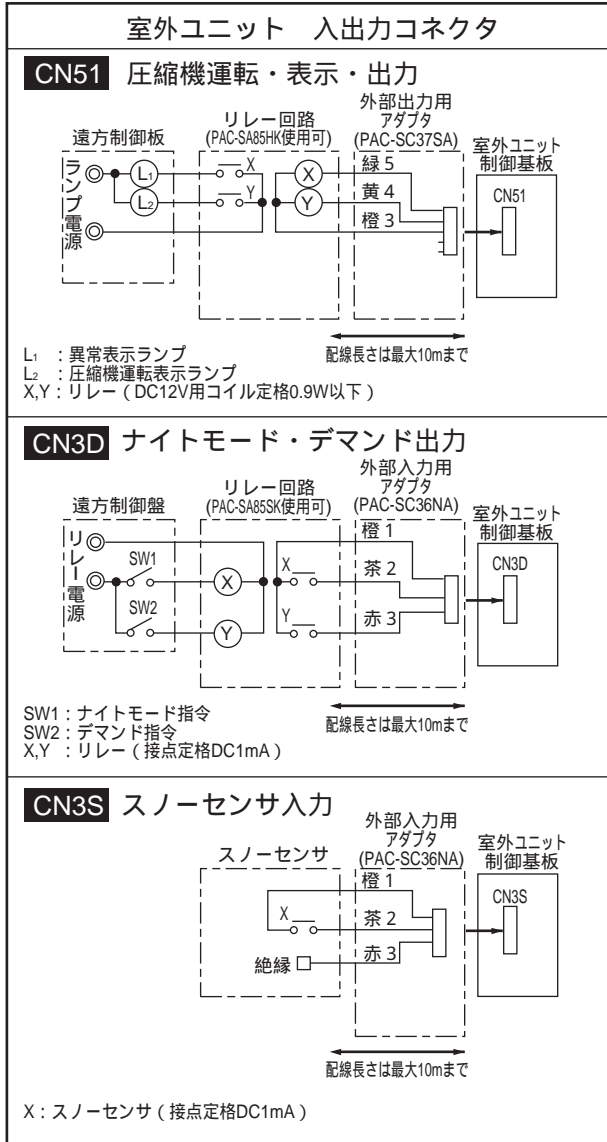 室外ユニット 入出力コネクタ
CN51 圧縮機運転・表示・出力
遠方制御板
リレー回路
(PAC-SA85HK使用可)
外部出力用
アダプタ
(PAC-SC37SA)
室外ユニット
制御基板
ランプ電源
L1
L2
X
Y
X
Y
緑 5
黄 4
橙 3
CN51
配線長さは最大10mまで
L1 : 異常表示ランプ
L2 : 圧縮機運転表示ランプ
X,Y : リレー(DC12V用コイル定格0.9W以下)
CN3D ナイトモード・デマンド出力
遠方制御盤
リレー回路
(PAC-SA85SK使用可)
外部入力用
アダプタ
(PAC-SC36NA)
室外ユニット
制御基板
リレー電源
SW1
SW2
X
Y
X
Y
橙 1
茶 2
赤 3
CN3D
配線長さは最大10mまで
SW1 : ナイトモード指令
SW2 : デマンド指令
X,Y : リレー(接点定格DC1mA)
CN3S スノーセンサ入力
スノーセンサ
外部入力用
アダプタ
(PAC-SC36NA)
室外ユニット
制御基板
X
絶縁
橙 1
茶 2
赤 3
CN3S
配線長さは最大10mまで
X : スノーセンサ(接点定格DC1mA)